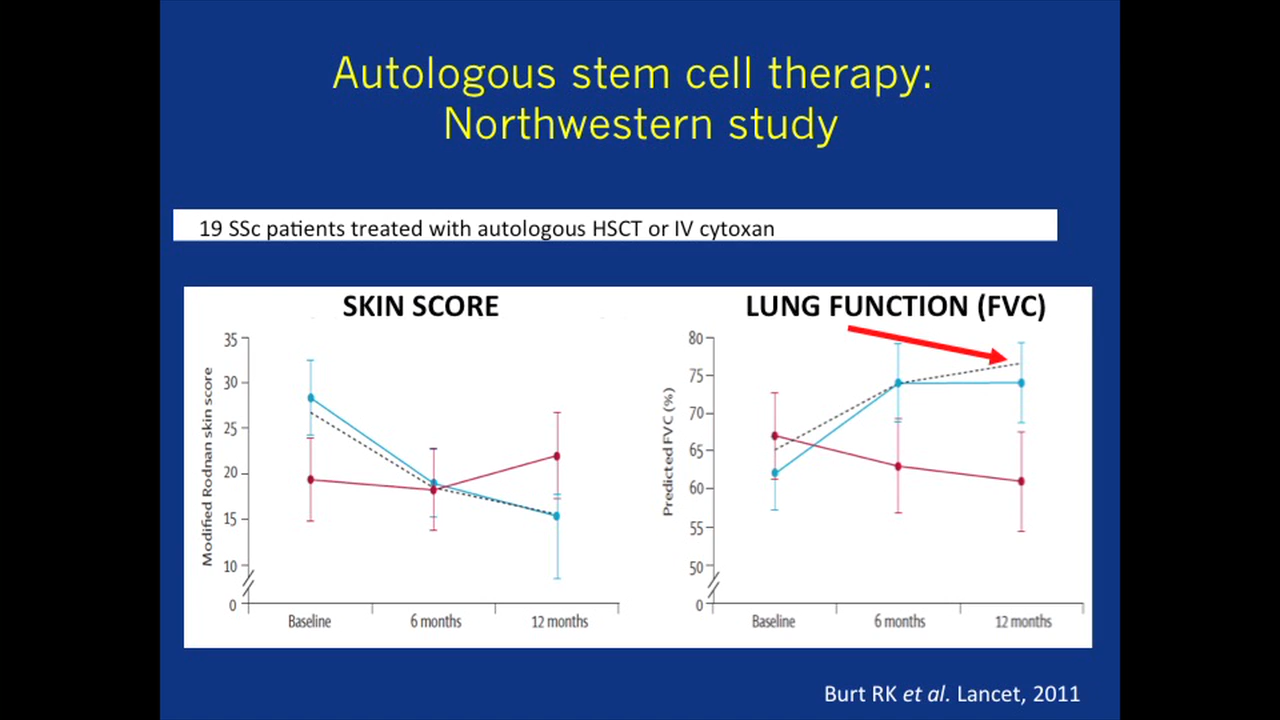 Autologous stem cell therapy:
Northwestern study
19 SSc patients treated with autologous HSCT or IV cytoxan
SKIN SCORE
Modified Rodnan skin score
35
30
25
20
15
10
0
Baseline
6 months
12 months
LUNG FUNCTION (FVC)
Predicted FVC (%)
80
75
70
65
60
55
50
0
Baseline
6 months
12 months
Burt RK et al. Lancet, 2011